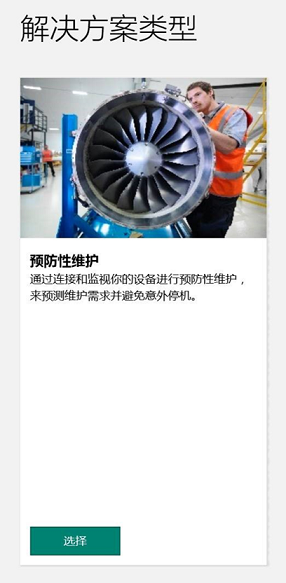 解决方案类型
预防性维护
通过连接和监视你的设备进行预防性维护，
来预测维护需求并避免意外停机。
选择